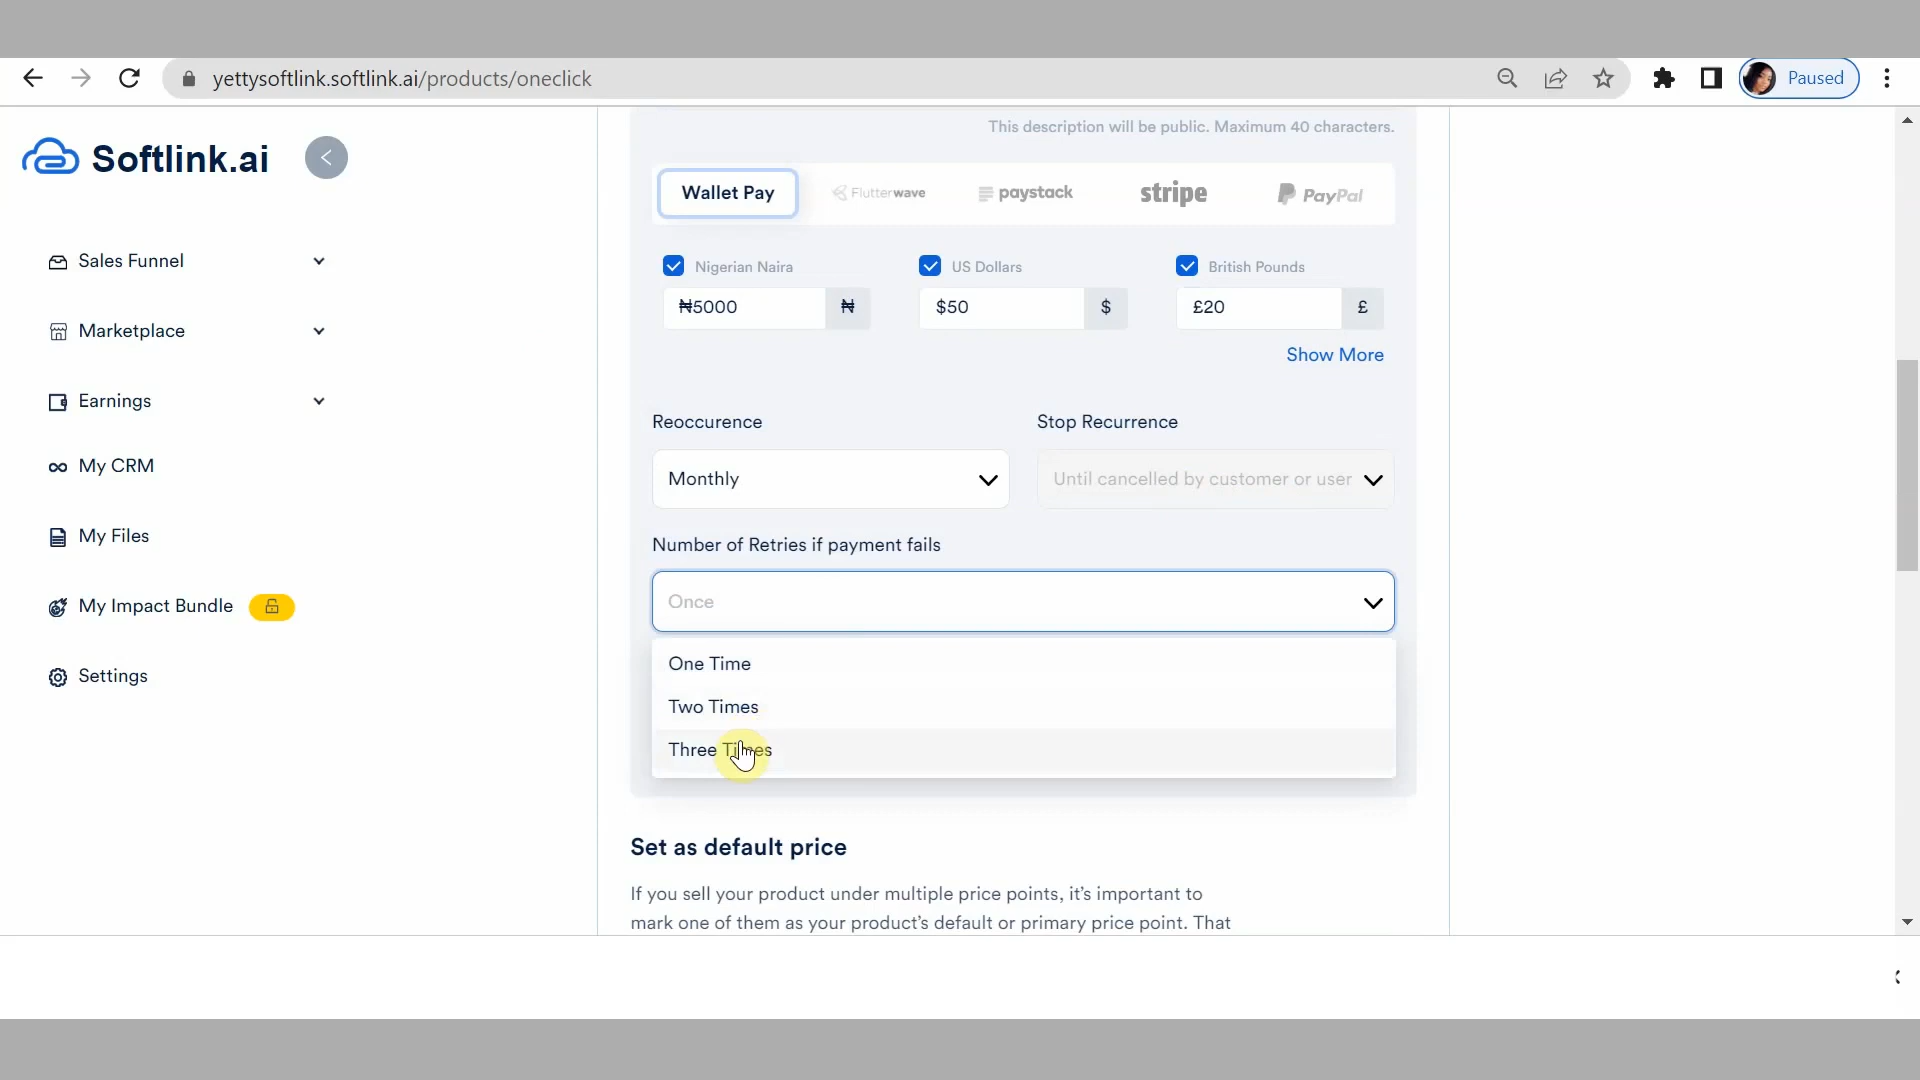 yettysoftlink.softlink.ai/products/oneclick
Paused
Softlink.ai
Sales Funnel
Marketplace
Earnings
My CRM
My Files
My Impact Bundle
Settings
This description will be public. Maximum 40 characters.
Wallet Pay
Flutterwave
paystack
stripe
PayPal
Nigerian Naira
US Dollars
British Pounds
₦5000 ₦
$50 $
£20 £
Show More
Reoccurence
Stop Recurrence
Monthly
Until cancelled by customer or user
Number of Retries if payment fails
Once
One Time
Two Times
Three Times
Set as default price
If you sell your product under multiple price points, it's important to
mark one of them as your product's default or primary price point. That